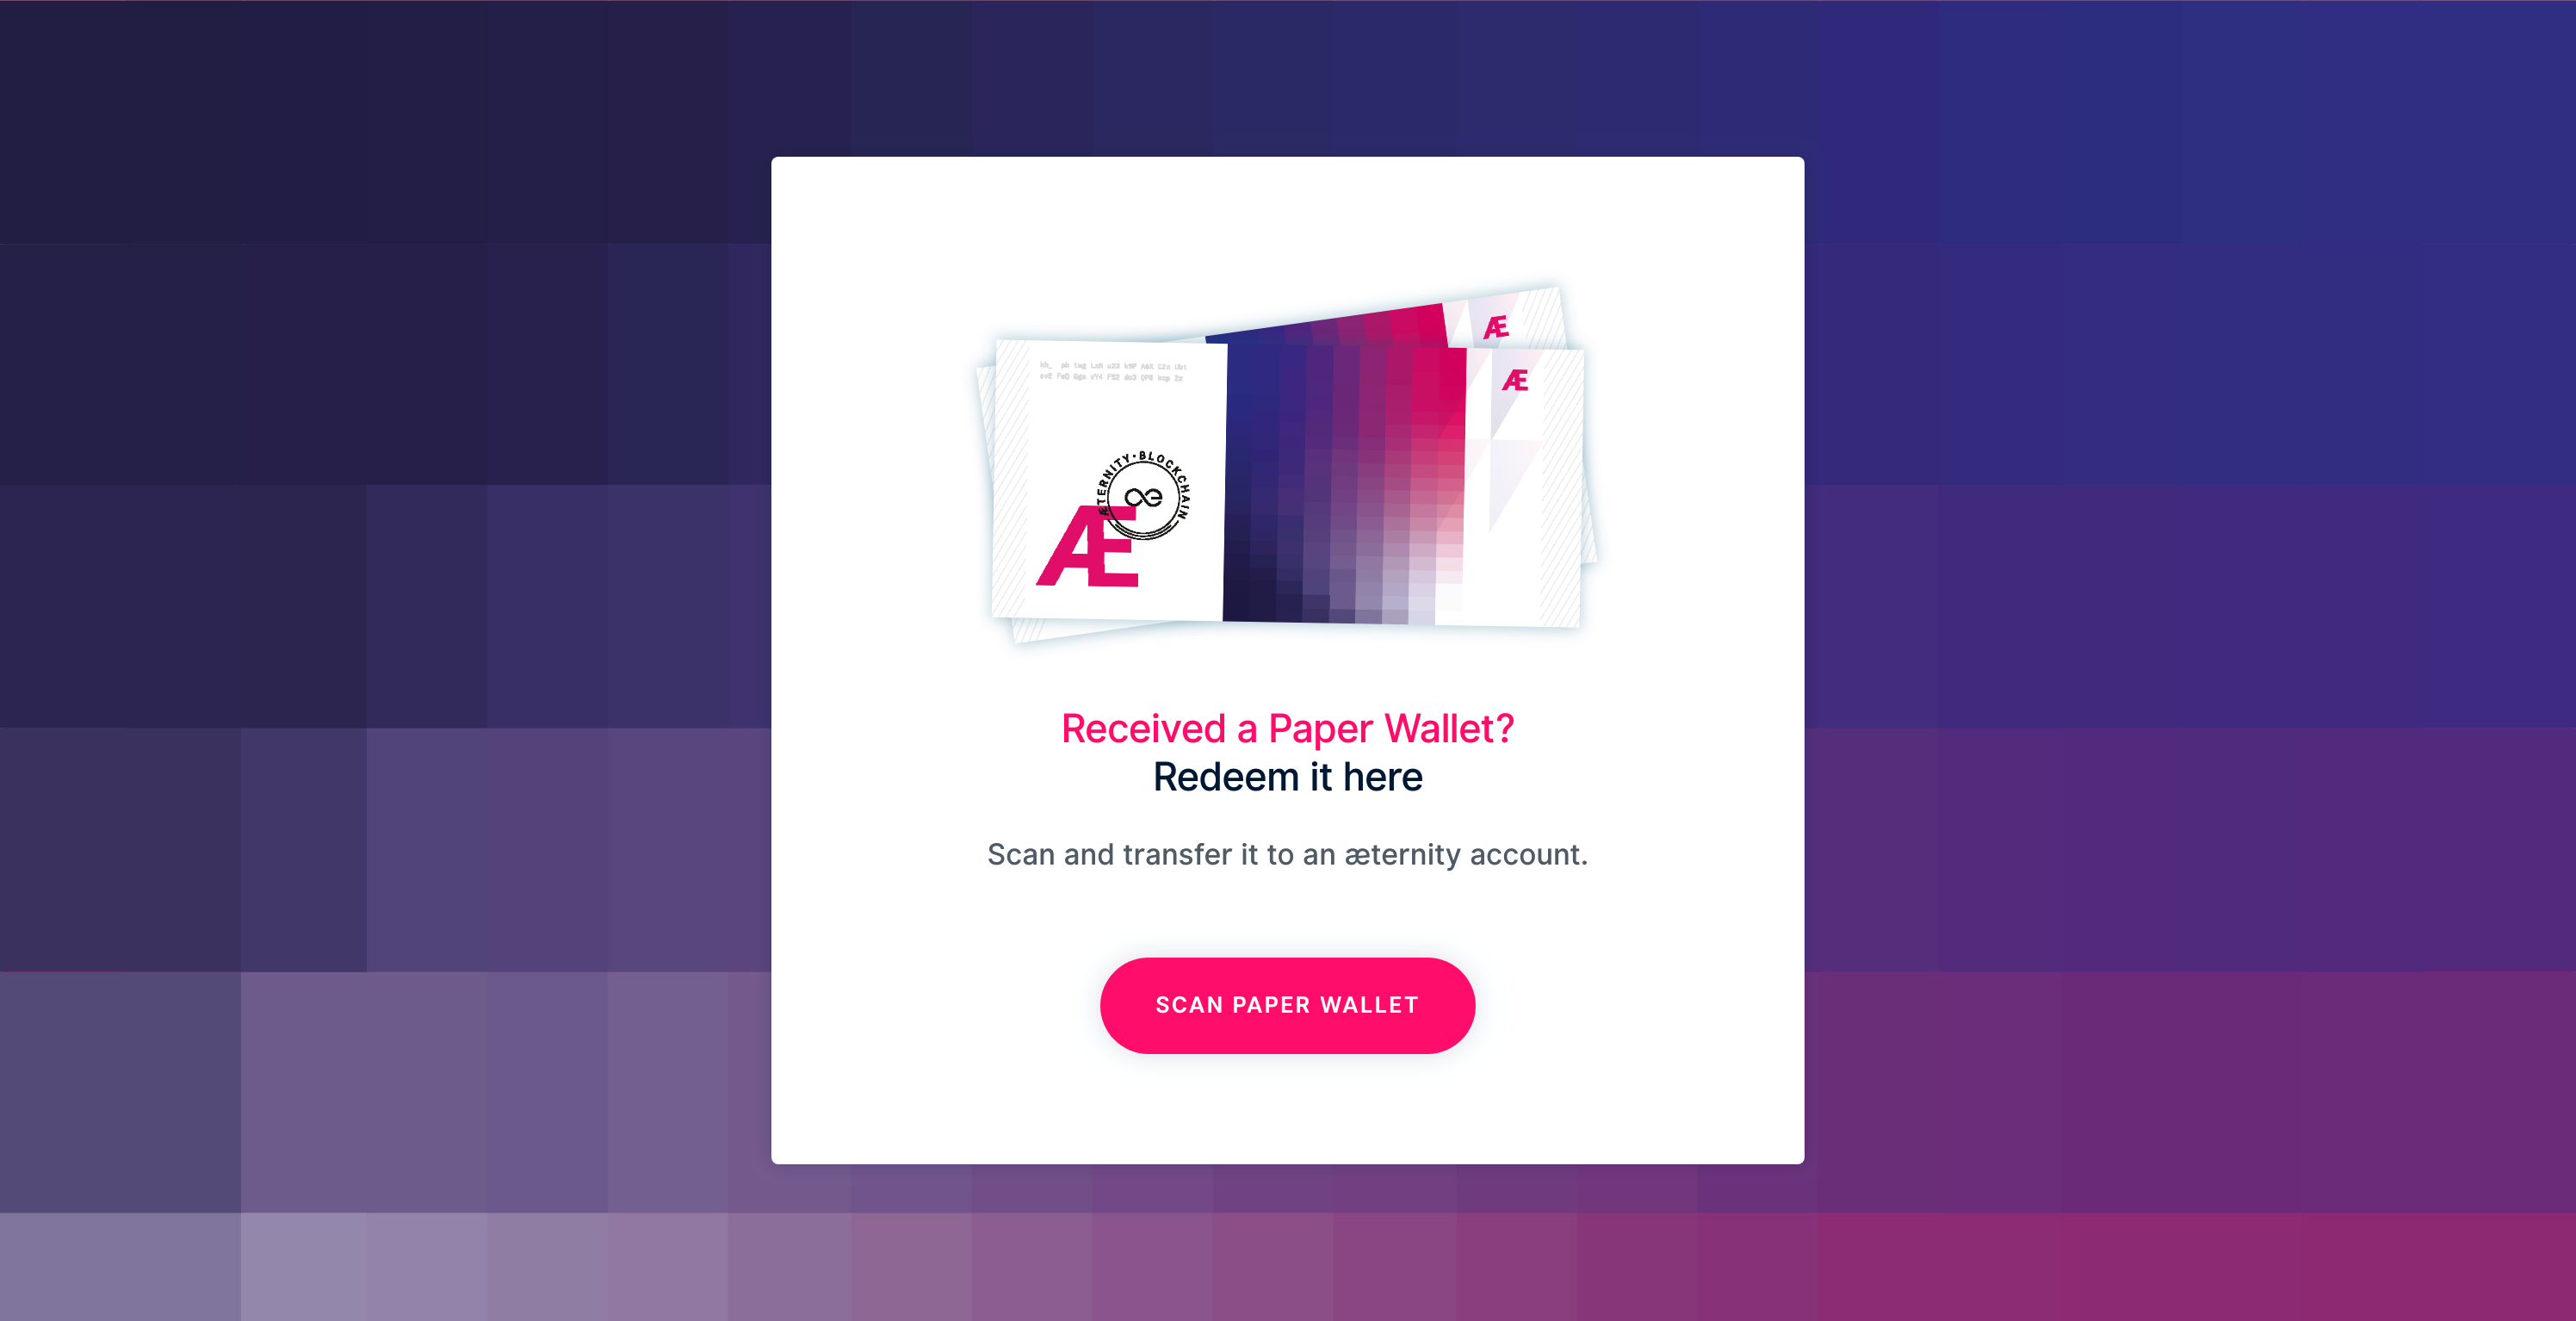 Æ
Æ
ÆTERNITY · BLOCKCHAIN
Æ
Received a Paper Wallet?
Redeem it here
Scan and transfer it to an æternity account.
SCAN PAPER WALLET